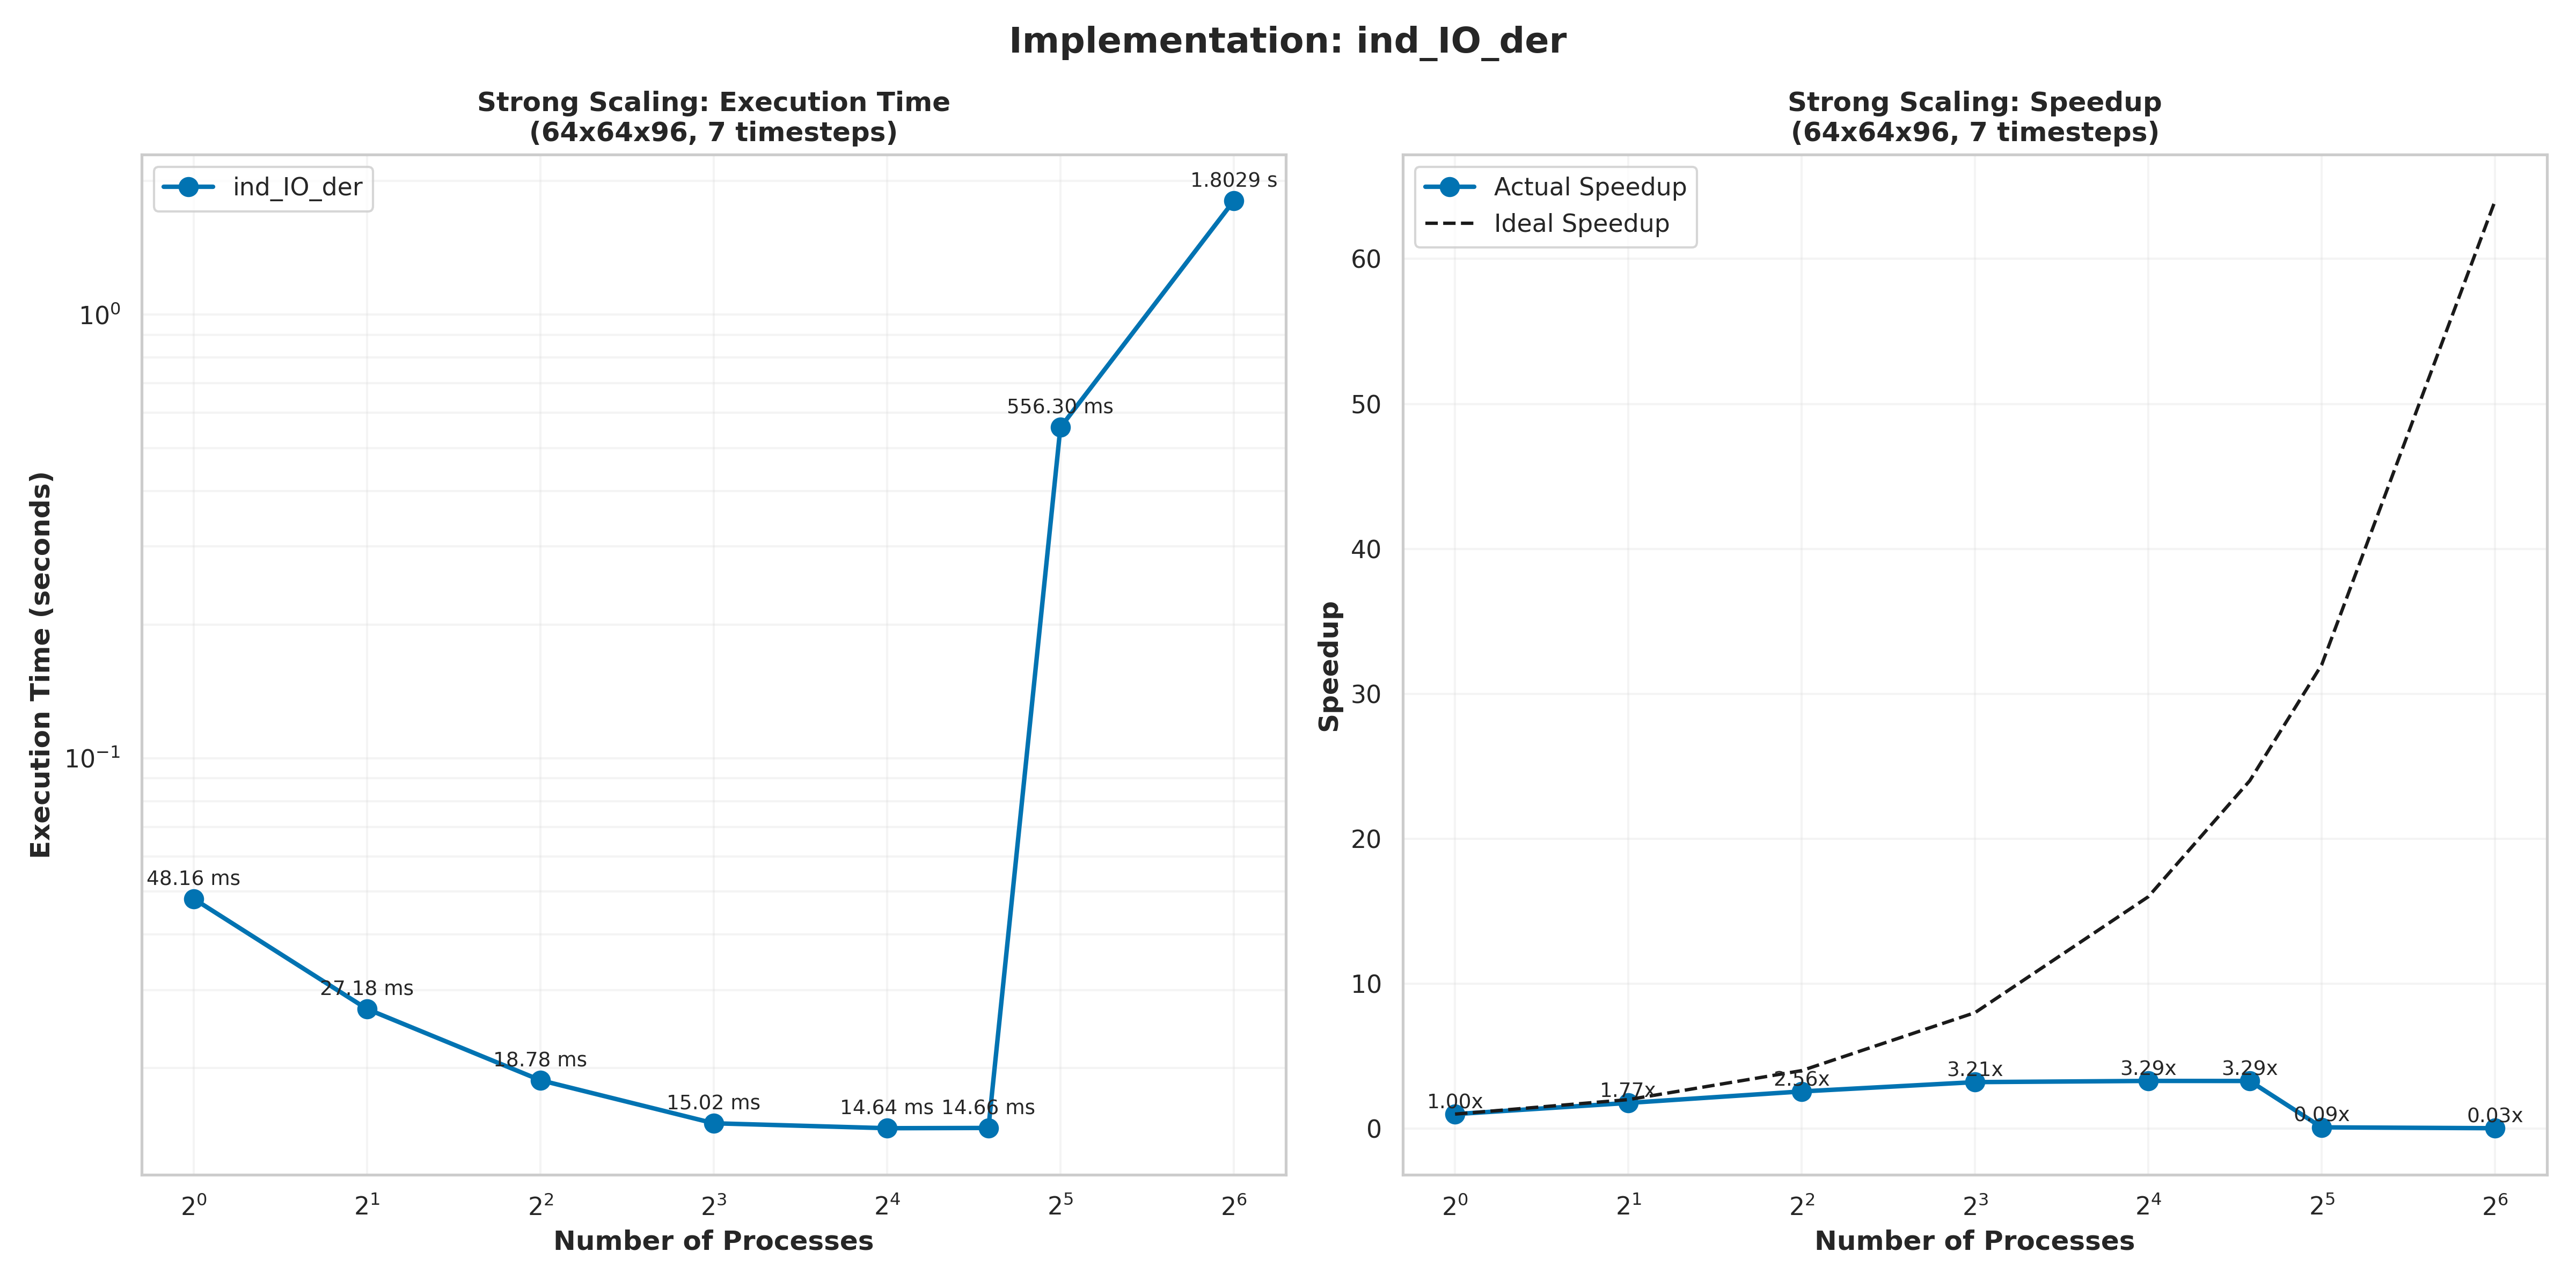 Implementation: ind_IO_der
Strong Scaling: Execution Time
(64x64x96, 7 timesteps)
ind_IO_der
1.8029 s
556.30 ms
48.16 ms
27.18 ms
18.78 ms
15.02 ms
14.64 ms
14.66 ms
10⁰
10⁻¹
Execution Time (seconds)
2⁰ 2¹ 2² 2³ 2⁴ 2⁵ 2⁶
Number of Processes
Strong Scaling: Speedup
(64x64x96, 7 timesteps)
Actual Speedup
Ideal Speedup
60
50
40
30
20
10
0
Speedup
1.00x
1.77x
2.56x
3.21x
3.29x
3.29x
0.09x
0.03x
2⁰ 2¹ 2² 2³ 2⁴ 2⁵ 2⁶
Number of Processes